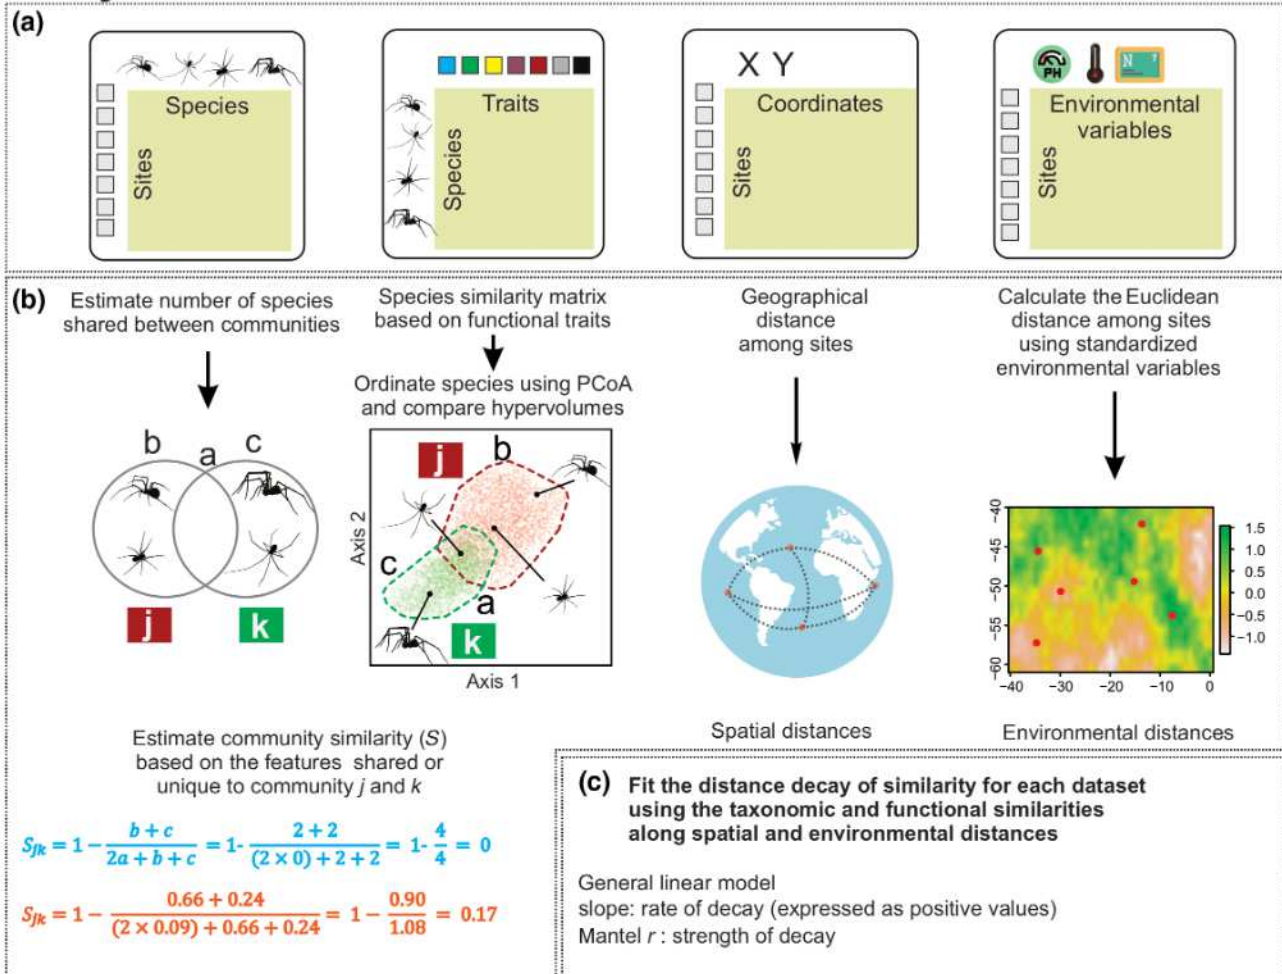 (a)
Species
Sites
Traits
Species
X Y
Coordinates
Sites
PH
N 7
Environmental
variables
Sites
(b)
Estimate number of species
shared between communities
b
a
c
j
k
Species similarity matrix
based on functional traits
Ordinate species using PCoA
and compare hypervolumes
j
b
c
a
k
Axis 2
Axis 1
Geographical
distance
among sites
Spatial distances
Calculate the Euclidean
distance among sites
using standardized
environmental variables
−40
−45
−50
−55
−60
−40 −30 −20 −10 0
1.5
1.0
0.5
0.0
−0.5
−1.0
Environmental distances
Estimate community similarity (S)
based on the features shared or
unique to community j and k
S_jk = 1 − (b + c)/(2a + b + c) = 1- (2 + 2)/((2 × 0) + 2 + 2) = 1- 4/4 = 0
S_jk = 1 − (0.66 + 0.24)/((2 × 0.09) + 0.66 + 0.24) = 1 − 0.90/1.08 = 0.17
(c) Fit the distance decay of similarity for each dataset
using the taxonomic and functional similarities
along spatial and environmental distances
General linear model
slope: rate of decay (expressed as positive values)
Mantel r : strength of decay